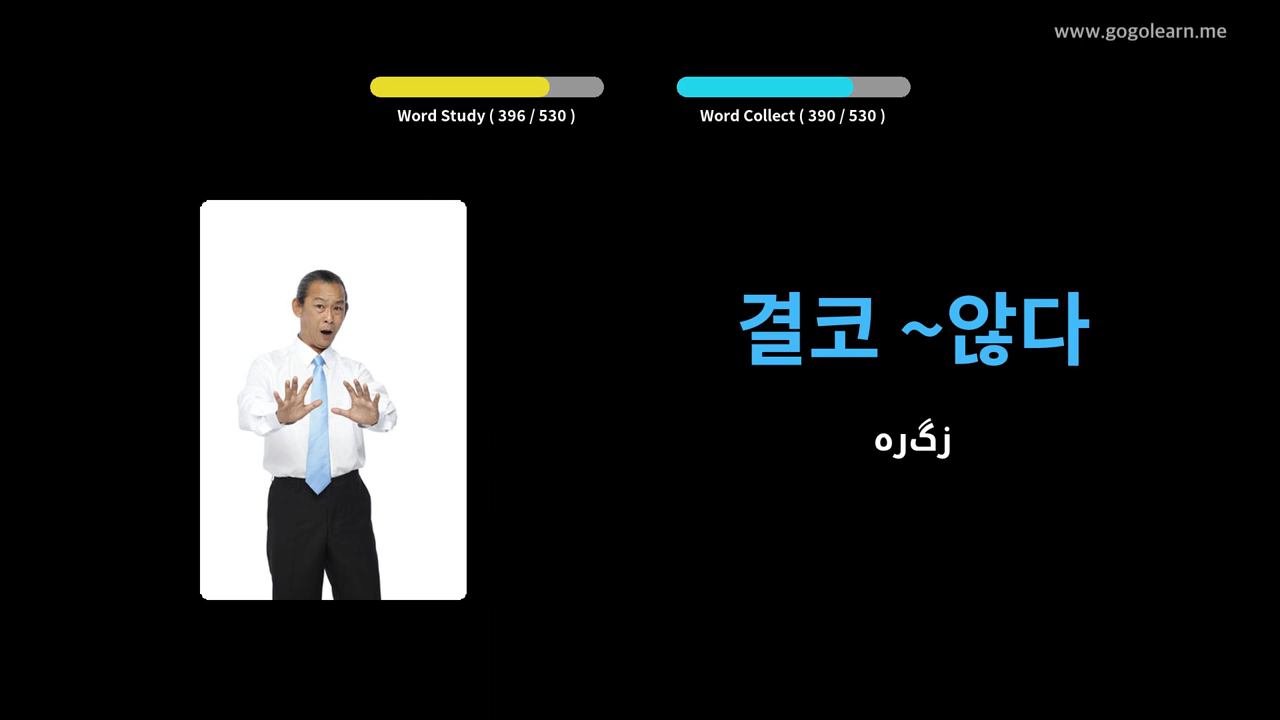 www.gogolearn.me
Word Study ( 396 / 530 )
Word Collect ( 390 / 530 )
결코 ~않다
زگره